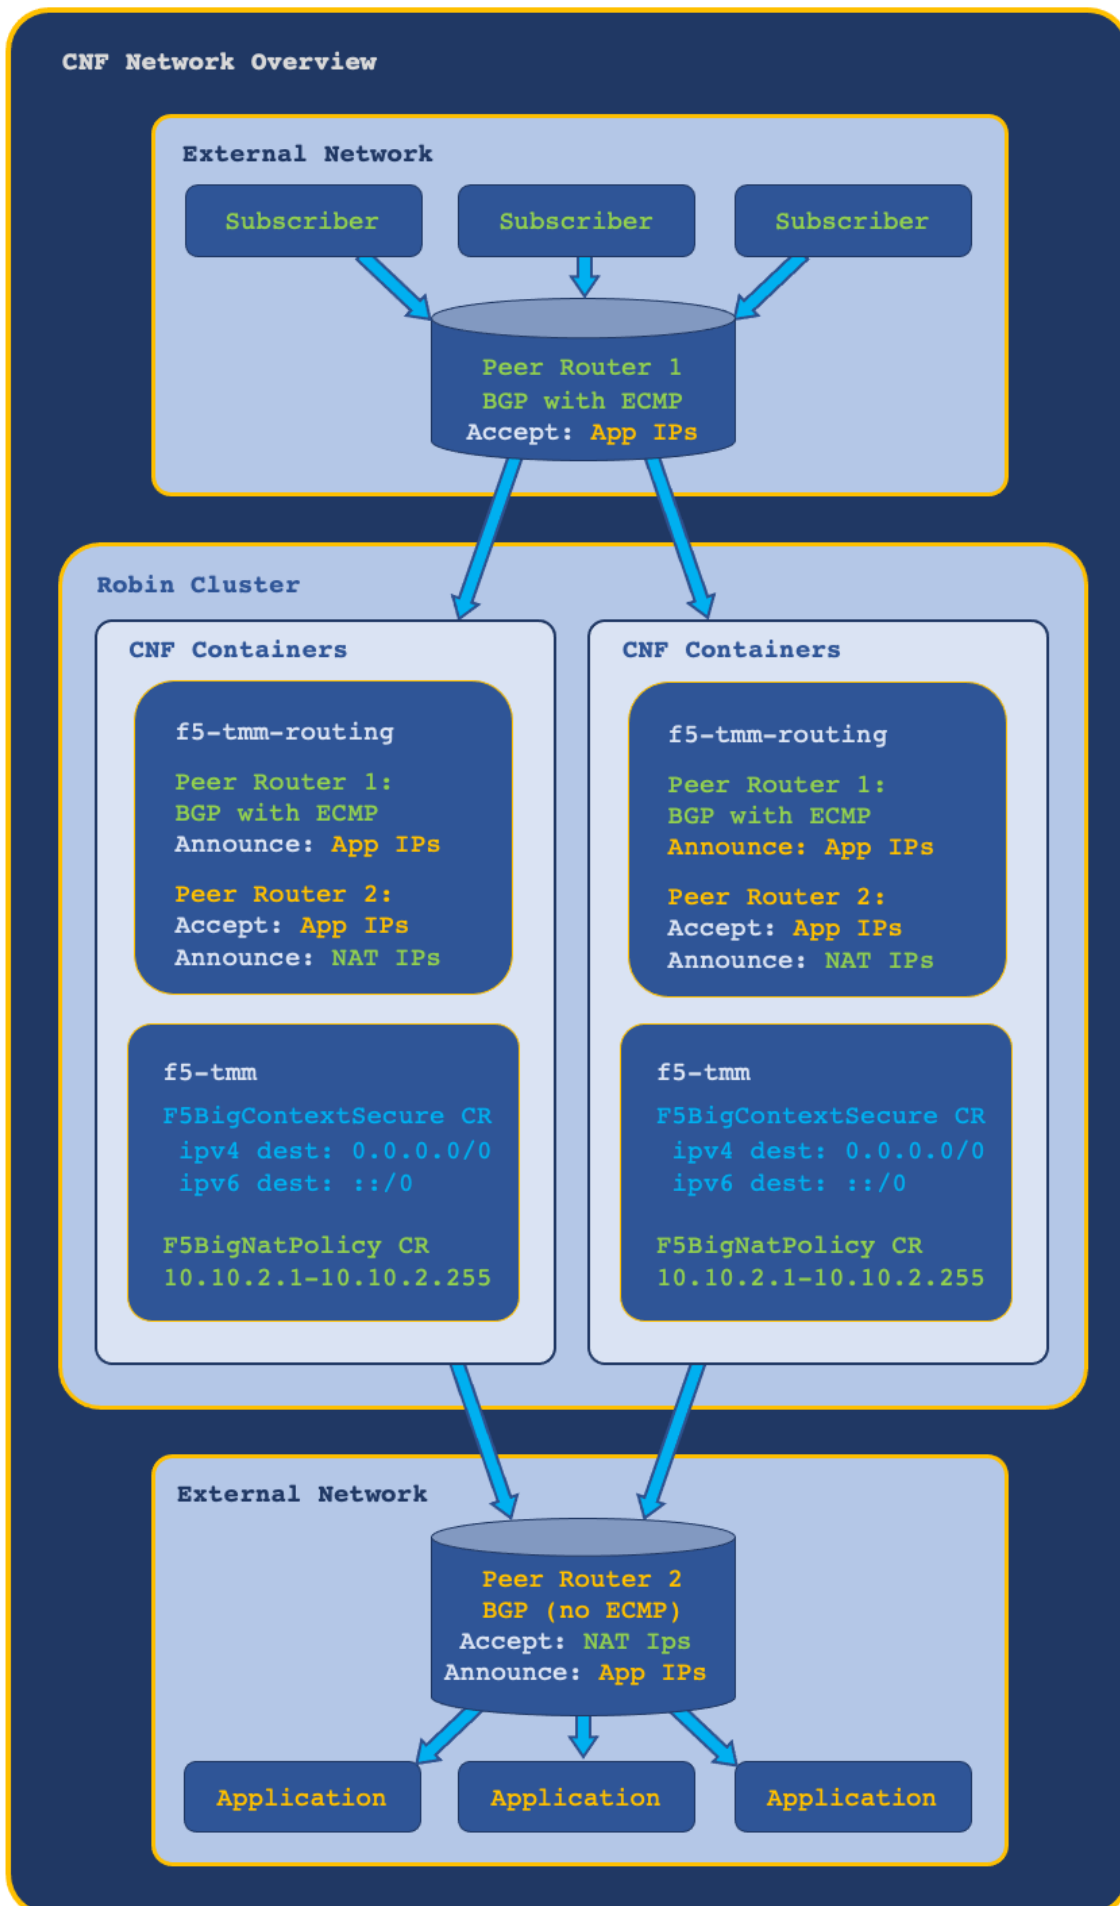 CNF Network Overview
External Network
Subscriber
Subscriber
Subscriber
Peer Router 1
BGP with ECMP
Accept: App IPs
Robin Cluster
CNF Containers
f5-tmm-routing
Peer Router 1:
BGP with ECMP
Announce: App IPs
Peer Router 2:
Accept: App IPs
Announce: NAT IPs
f5-tmm
F5BigContextSecure CR
ipv4 dest: 0.0.0.0/0
ipv6 dest: ::/0
F5BigNatPolicy CR
10.10.2.1-10.10.2.255
CNF Containers
f5-tmm-routing
Peer Router 1:
BGP with ECMP
Announce: App IPs
Peer Router 2:
Accept: App IPs
Announce: NAT IPs
f5-tmm
F5BigContextSecure CR
ipv4 dest: 0.0.0.0/0
ipv6 dest: ::/0
F5BigNatPolicy CR
10.10.2.1-10.10.2.255
External Network
Peer Router 2
BGP (no ECMP)
Accept: NAT Ips
Announce: App IPs
Application
Application
Application